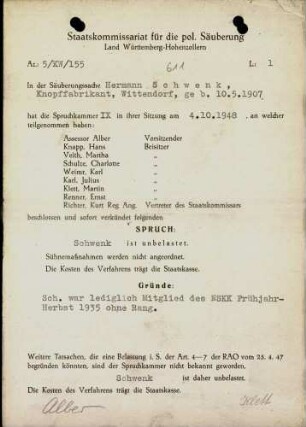 Staatskommissariat für die pol. Säuberung
Land Württemberg-Hohenzollern
Az.: 5/XVI/155
611
L: 1
In der Säuberungssache Hermann S c h w e n k ,
Knopffabrikant, Wittendorf, ge b. 10.5.1907
hat die Spruchkammer IX in ihrer Sitzung am 4.10.1948 , an welcher
teilgenommen haben:
Assessor Alber Vorsitzender
Knapp, Hans Beisitzer
Veith, Martha "
Schulze, Charlotte "
Weiner, Karl "
Karl, Julius "
Klett, Martin "
Renner, Ernst "
Richter, Kurt Reg Ang. Vertreter des Staatskommissars
beschlossen und sofort verkündet folgenden
SPRUCH:
Schwenk ist unbelastet.
Sühnemaßnahmen werden nicht angeordnet.
Die Kosten des Verfahrens trägt die Staatskasse.
Gründe:
Sch. war lediglich Mitglied des NSKK Frühjahr-
Herbst 1935 ohne Rang.
Weitere Tatsachen, die eine Belastung i. S. der Art. 4—7 der RAO vom 25. 4. 47
begründen könnten, sind der Spruchkammer nicht bekannt geworden.
Schwenk ist daher unbelastet.
Die Kosten des Verfahrens trägt die Staatskasse.
Alber